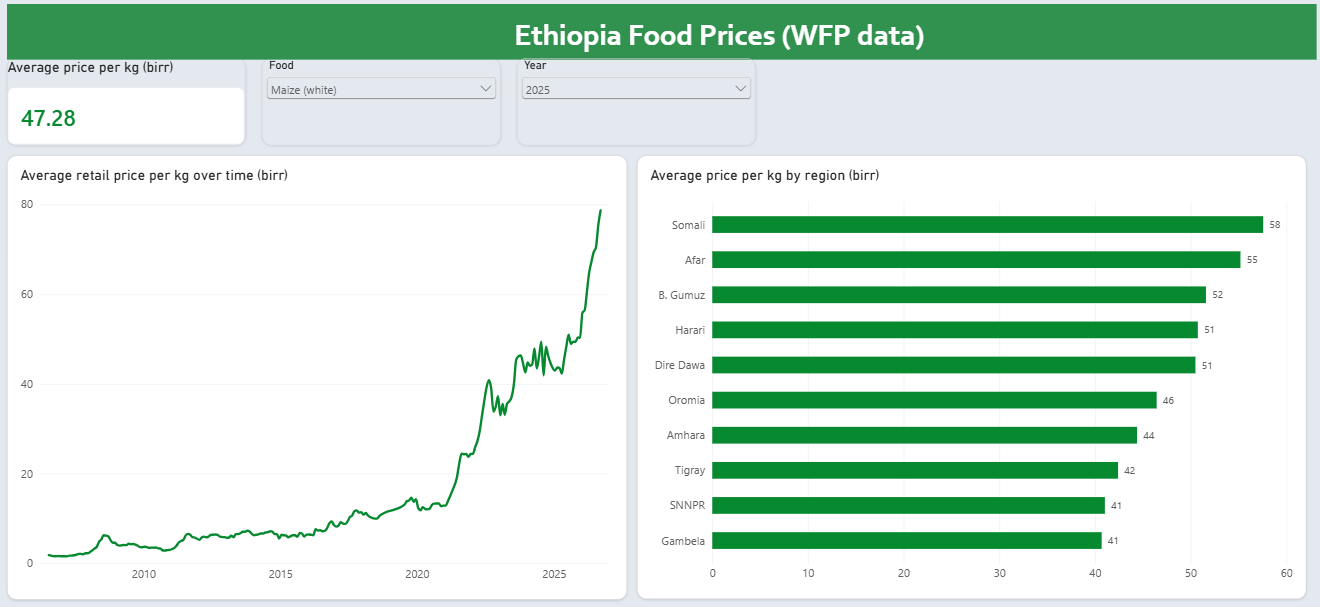 Ethiopia Food Prices (WFP data)
Average price per kg (birr)
47.28
Food
Maize (white)
Year
2025
Average retail price per kg over time (birr)
80
60
40
20
0
2010 2015 2020 2025
Average price per kg by region (birr)
Somali 58
Afar 55
B. Gumuz 52
Harari 51
Dire Dawa 51
Oromia 46
Amhara 44
Tigray 42
SNNPR 41
Gambela 41
0 10 20 30 40 50 60